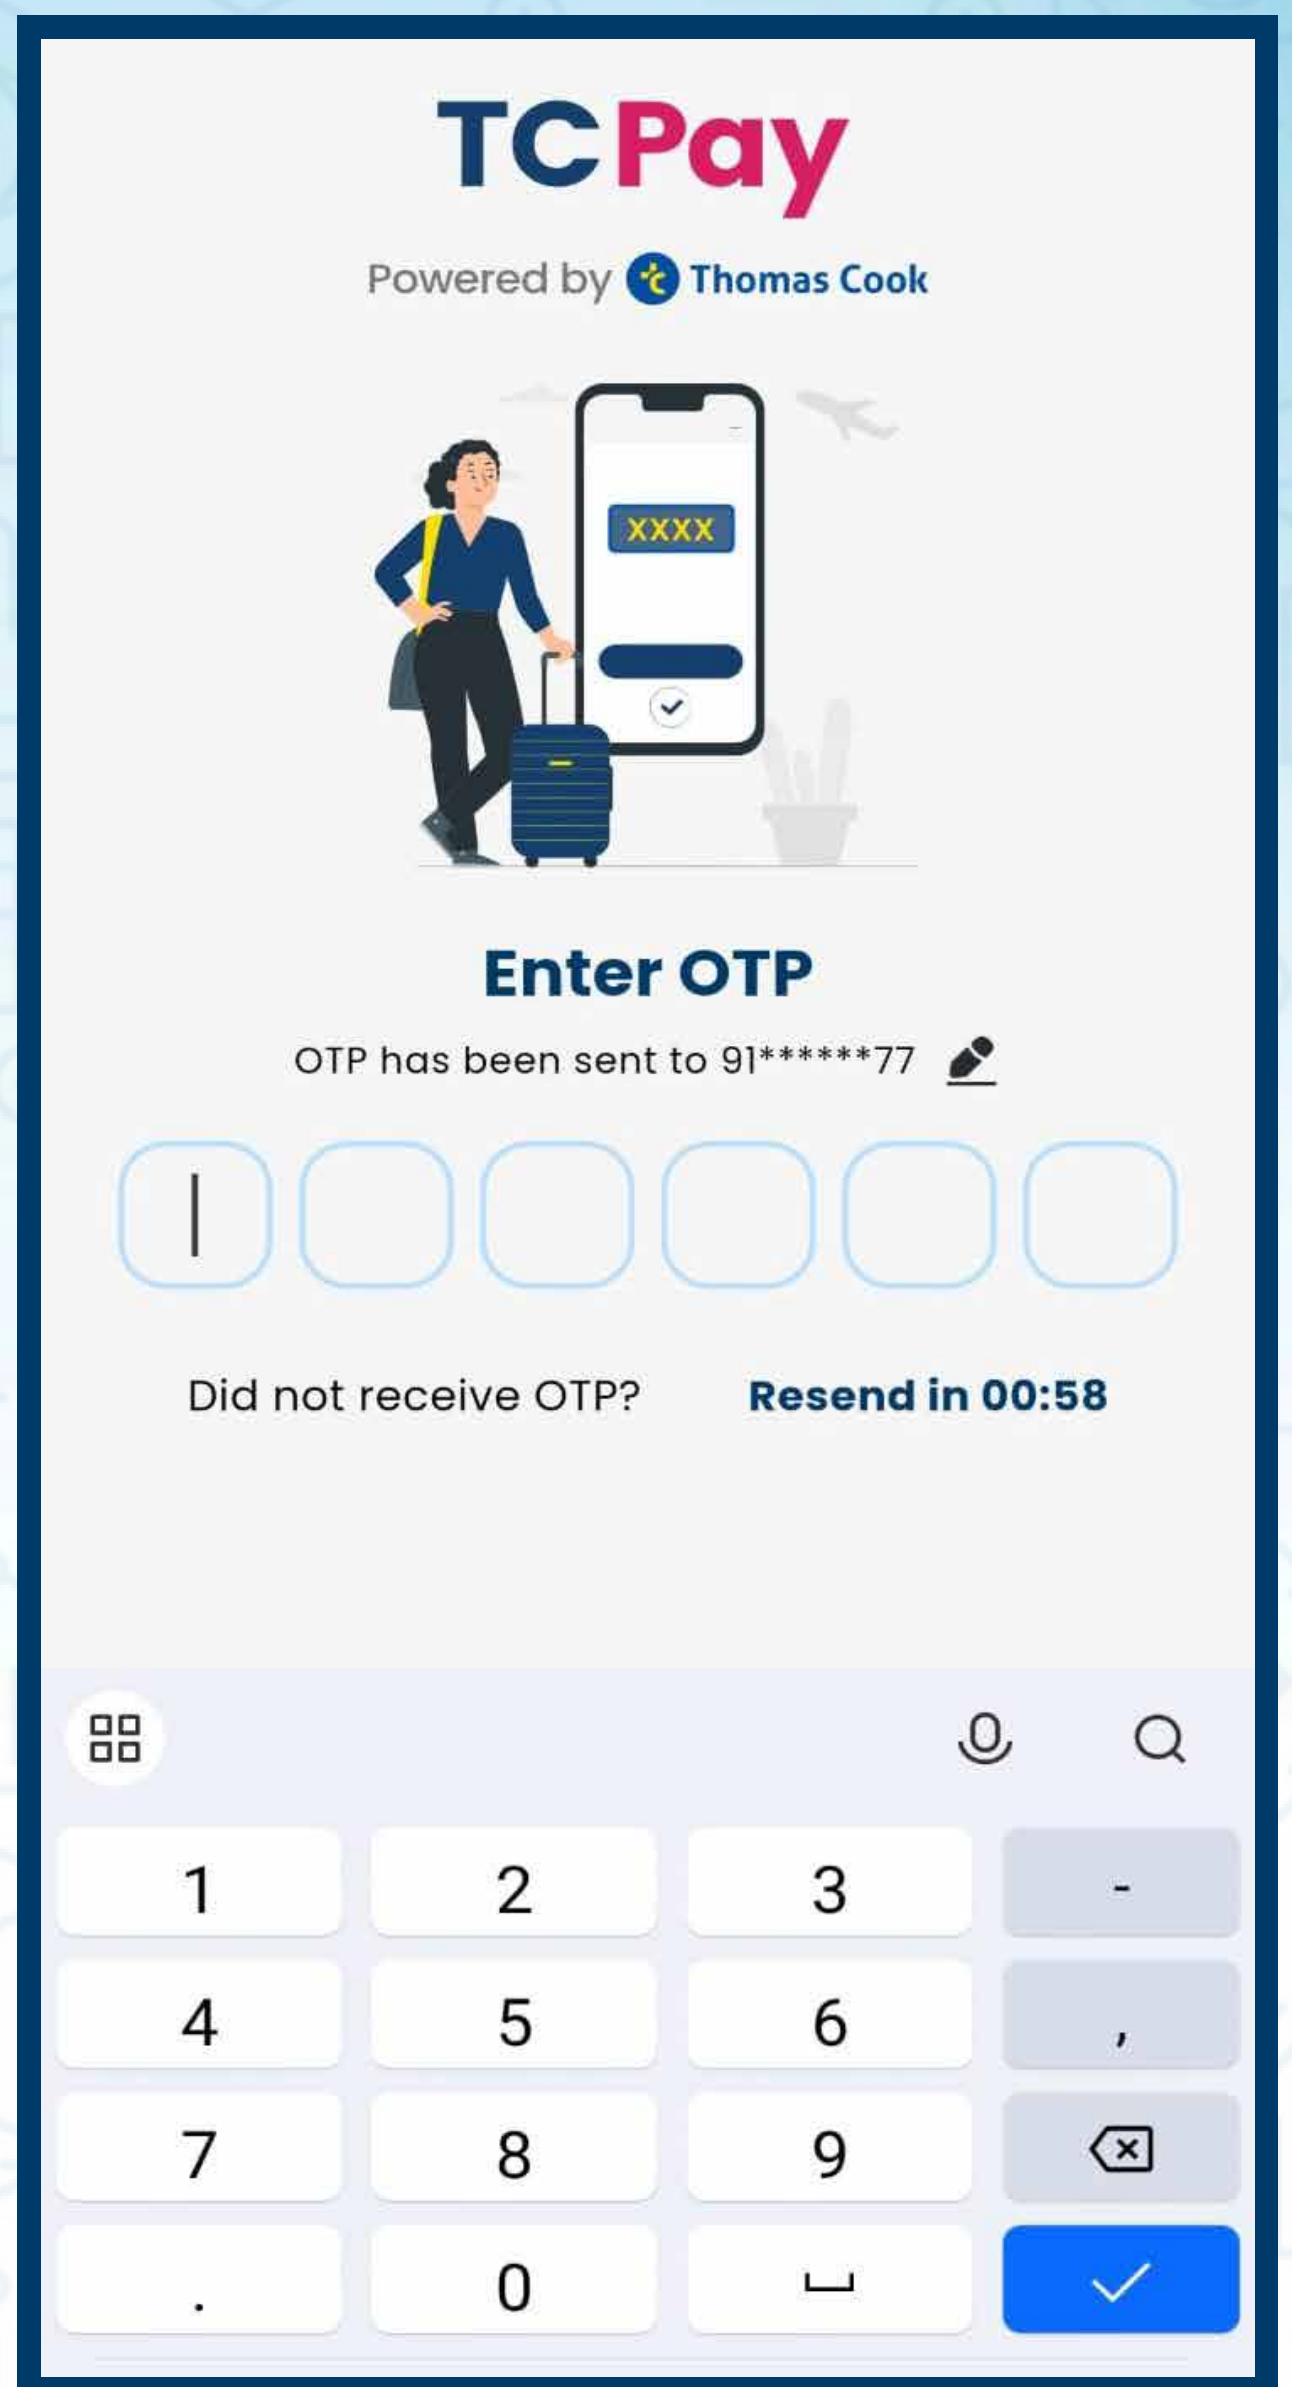 TCPay
Powered by Thomas Cook
XXXX
Enter OTP
OTP has been sent to 91******77
Did not receive OTP? Resend in 00:58
1 2 3 -
4 5 6 ,
7 8 9
. 0